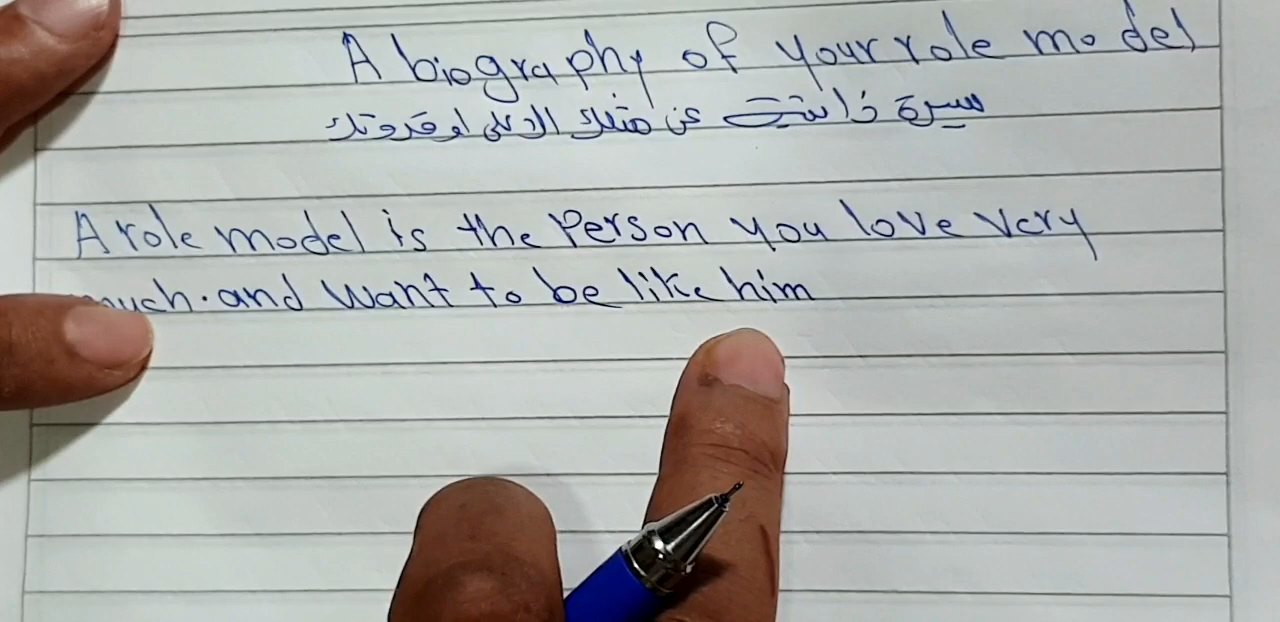 A biography of your role model
سيرة ذاتية عن مثلك الاعلى او قدوتك
A role model is the Person you love very
much. and want to be like him